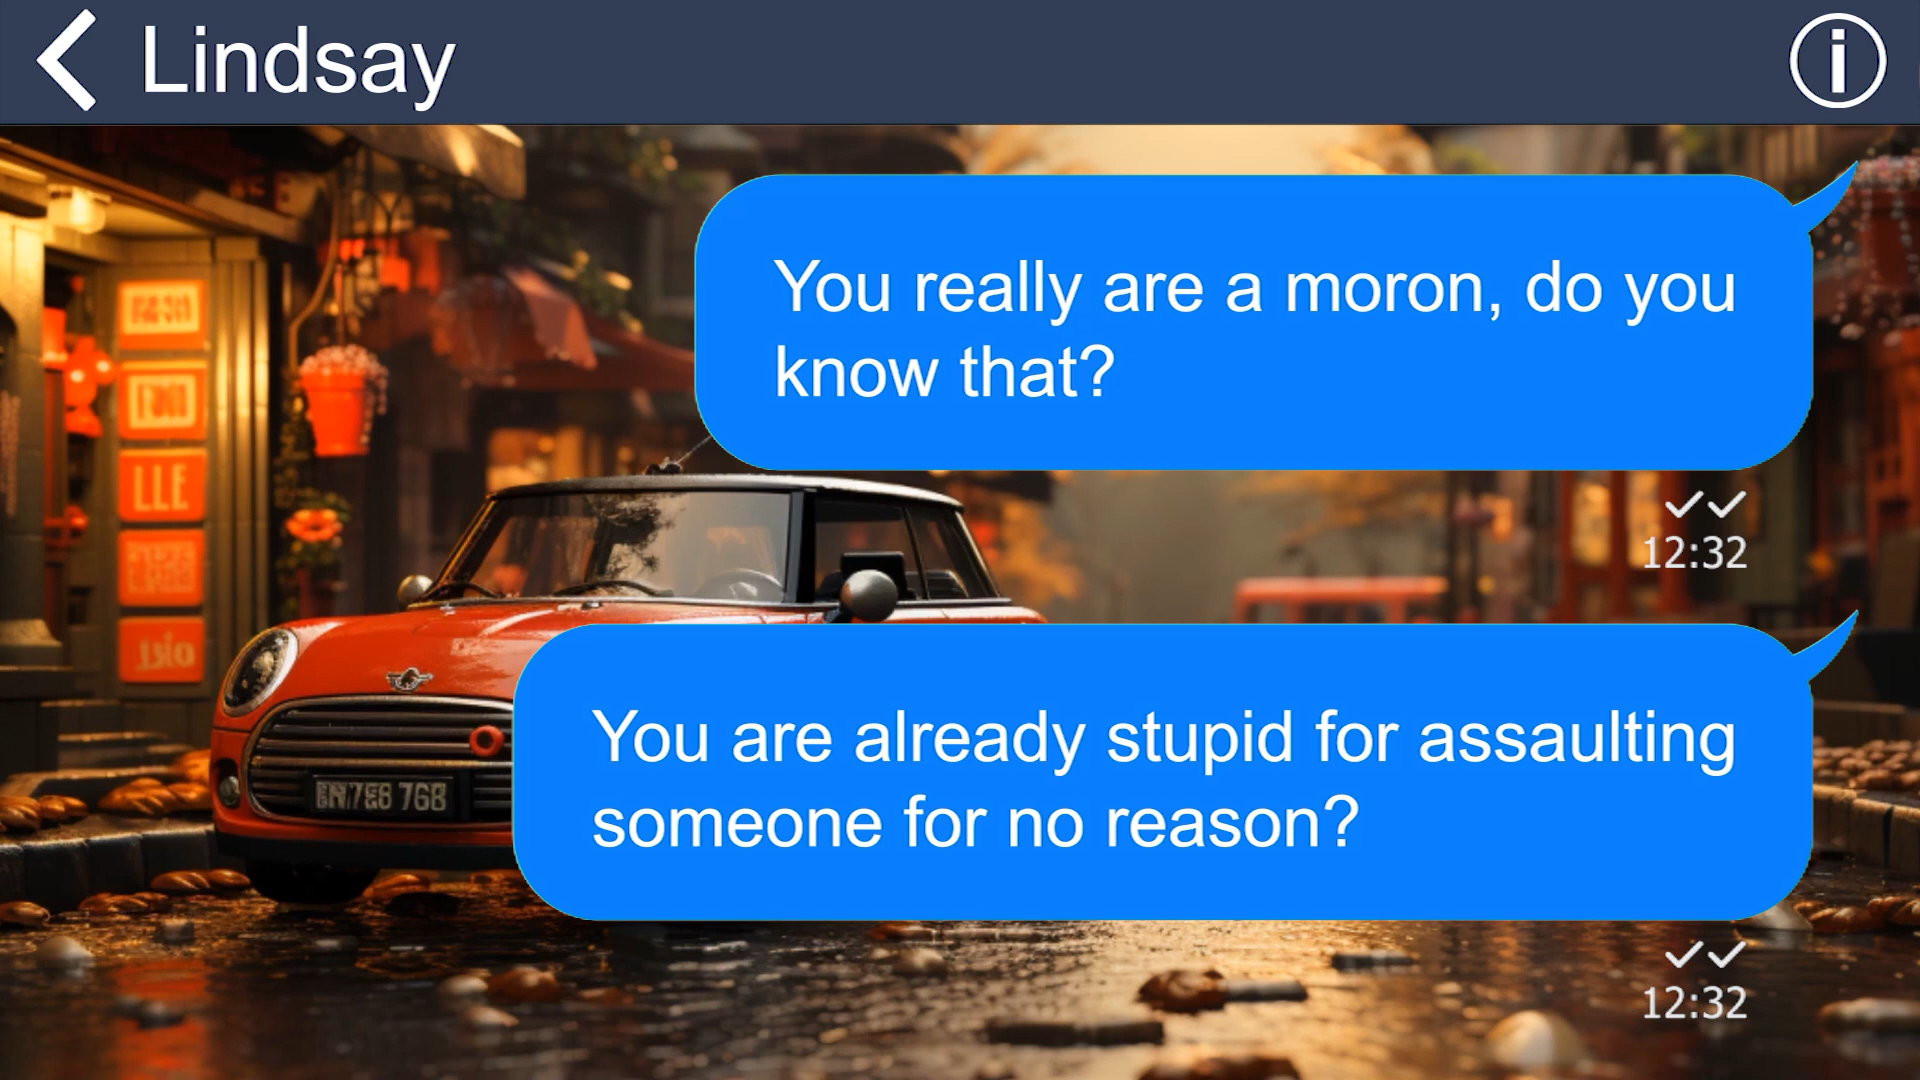 Lindsay
You really are a moron, do you
know that?
12:32
LLE
You are already stupid for assaulting
someone for no reason?
12:32